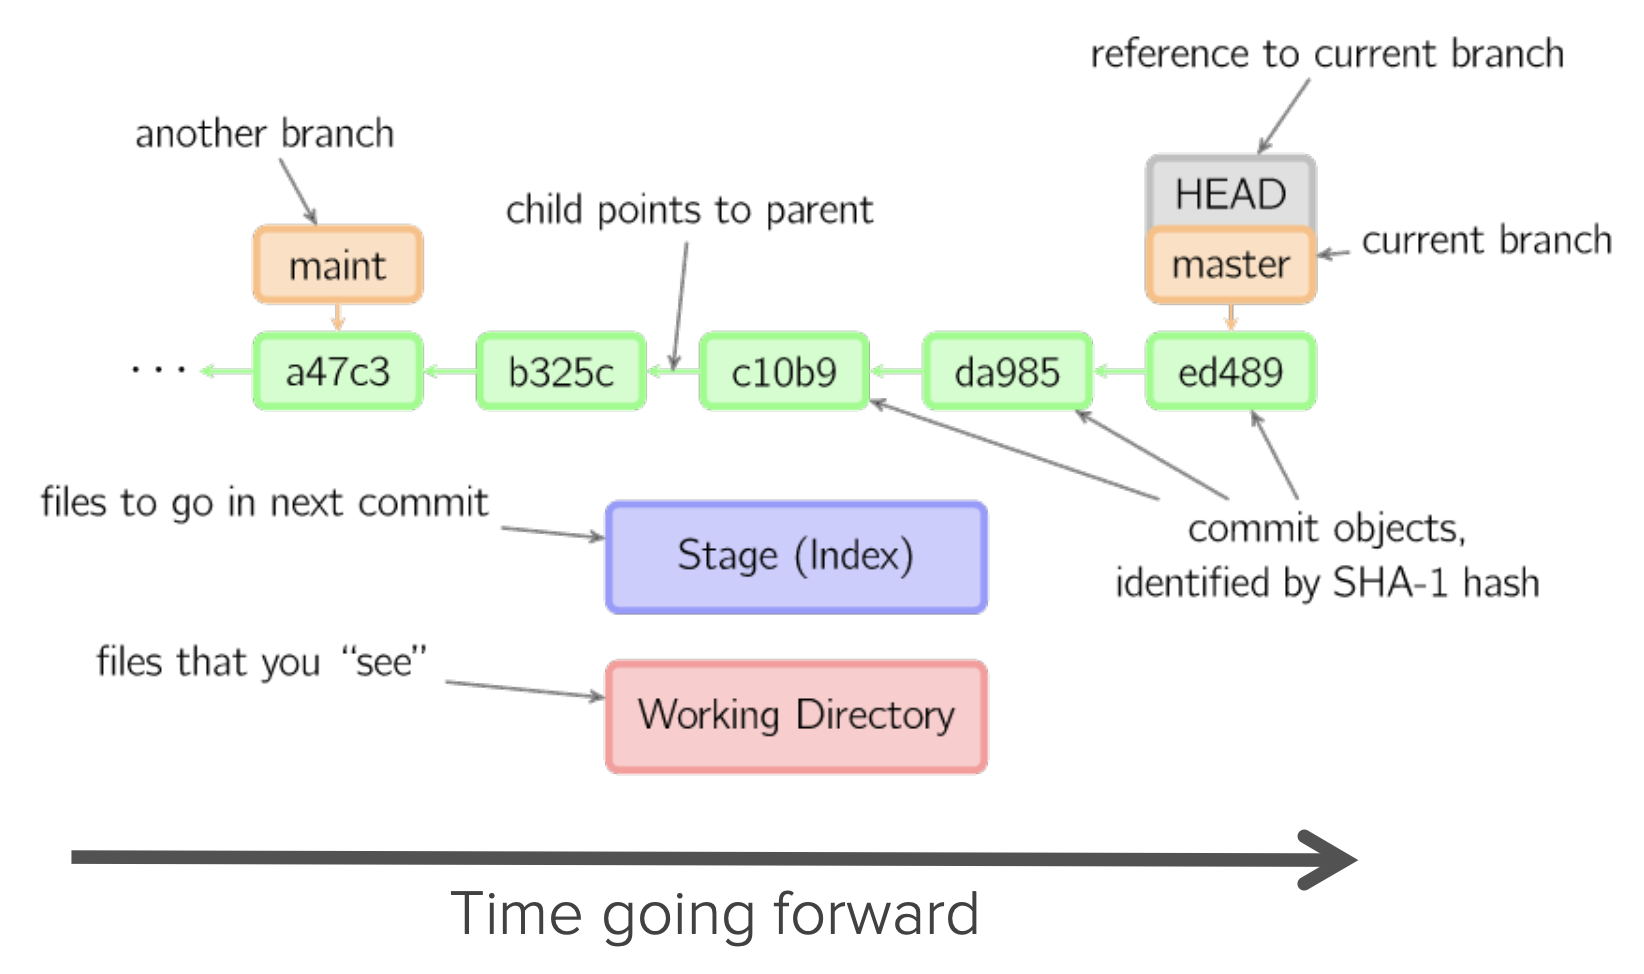 reference to current branch
another branch
child points to parent
HEAD
current branch
maint
master
· · ·
a47c3
b325c
c10b9
da985
ed489
files to go in next commit
Stage (Index)
commit objects,
identified by SHA-1 hash
files that you “see”
Working Directory
Time going forward